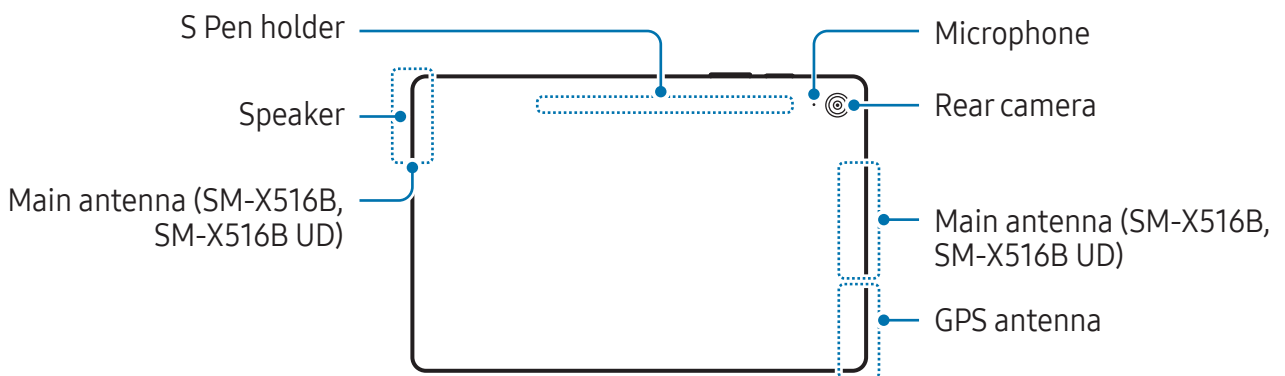 S Pen holder
Speaker
Main antenna (SM-X516B,
SM-X516B UD)
Microphone
Rear camera
Main antenna (SM-X516B,
SM-X516B UD)
GPS antenna